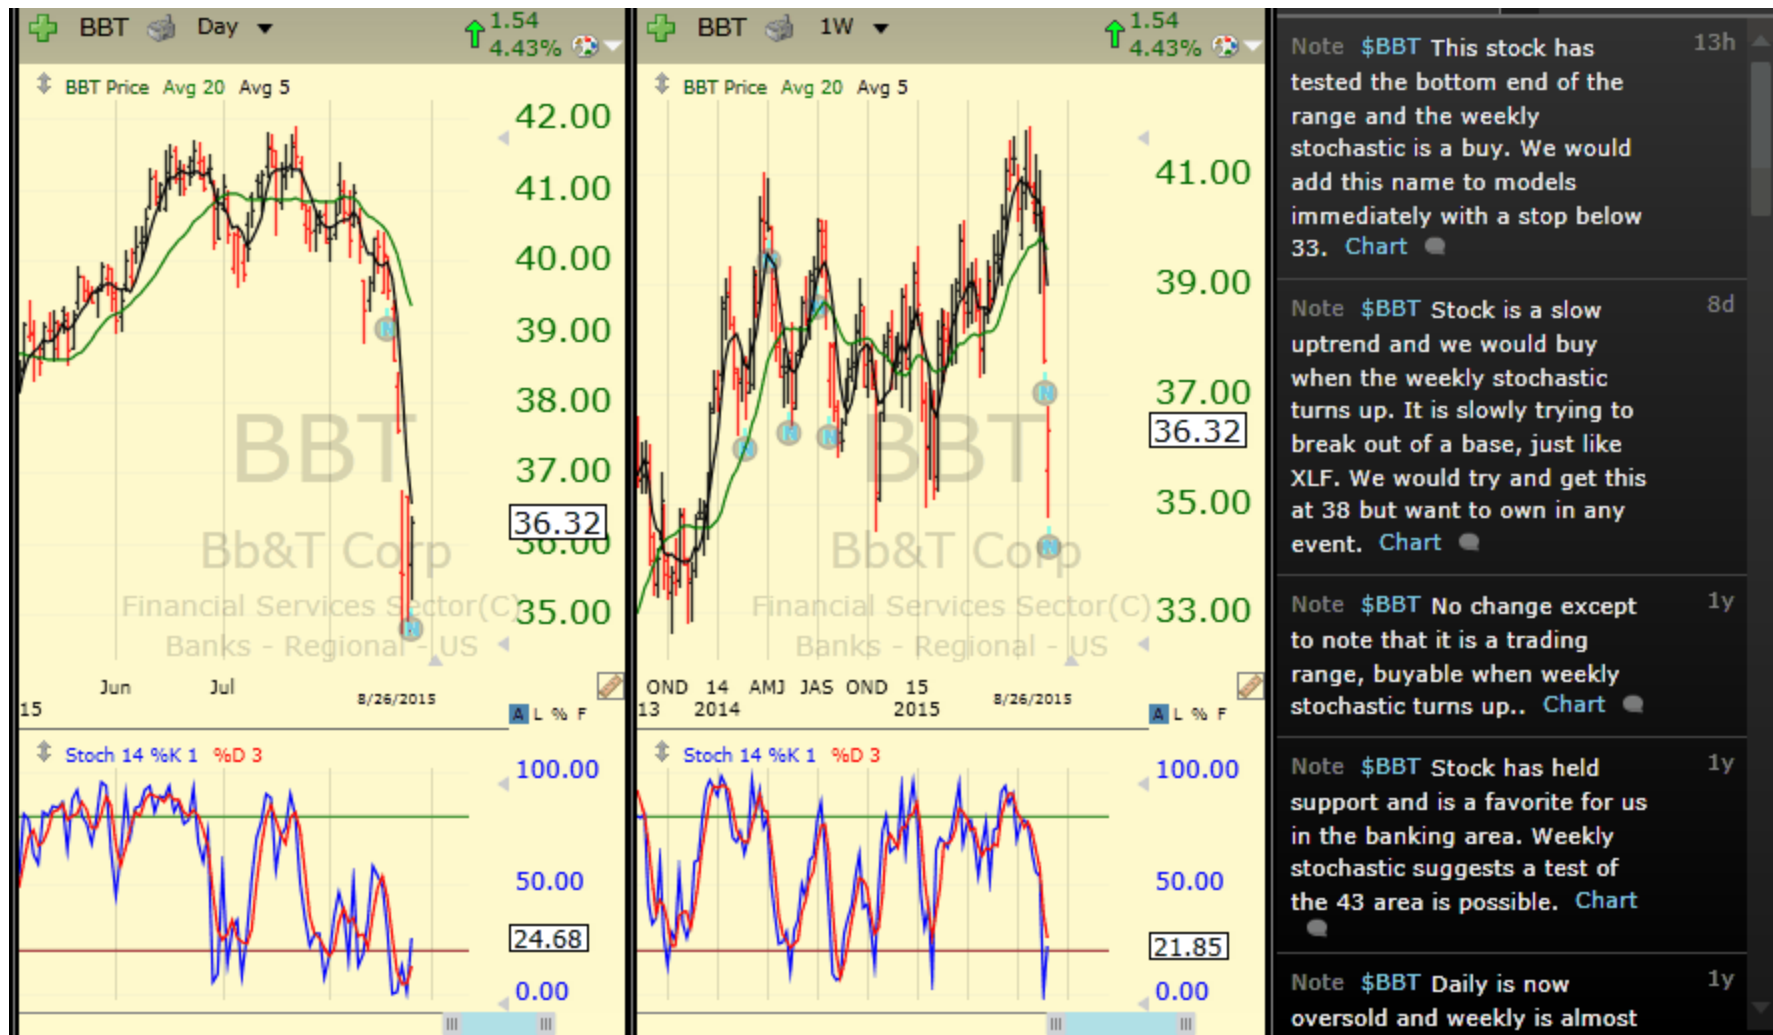 BBT Day 1.54
4.43%
BBT Price Avg 20 Avg 5
42.00
41.00
40.00
39.00
38.00
37.00
36.32
36.00
35.00
N
N
BBT
Bb&T Corp
Financial Services Sector(C)
Banks - Regional - US
Jun Jul 8/26/2015
15
A L % F
Stoch 14 %K 1 %D 3
100.00
50.00
24.68
0.00
BBT 1W 1.54
4.43%
BBT Price Avg 20 Avg 5
41.00
39.00
37.00
36.32
35.00
33.00
N
N
N
N
N
N
N
BBT
Bb&T Corp
Financial Services Sector(C)
Banks - Regional - US
OND 14 AMJ JAS OND 15 8/26/2015
13 2014 2015
A L % F
Stoch 14 %K 1 %D 3
100.00
50.00
21.85
0.00
Note $BBT This stock has 13h
tested the bottom end of the
range and the weekly
stochastic is a buy. We would
add this name to models
immediately with a stop below
33. Chart
Note $BBT Stock is a slow 8d
uptrend and we would buy
when the weekly stochastic
turns up. It is slowly trying to
break out of a base, just like
XLF. We would try and get this
at 38 but want to own in any
event. Chart
Note $BBT No change except 1y
to note that it is a trading
range, buyable when weekly
stochastic turns up.. Chart
Note $BBT Stock has held 1y
support and is a favorite for us
in the banking area. Weekly
stochastic suggests a test of
the 43 area is possible. Chart
Note $BBT Daily is now 1y
oversold and weekly is almost